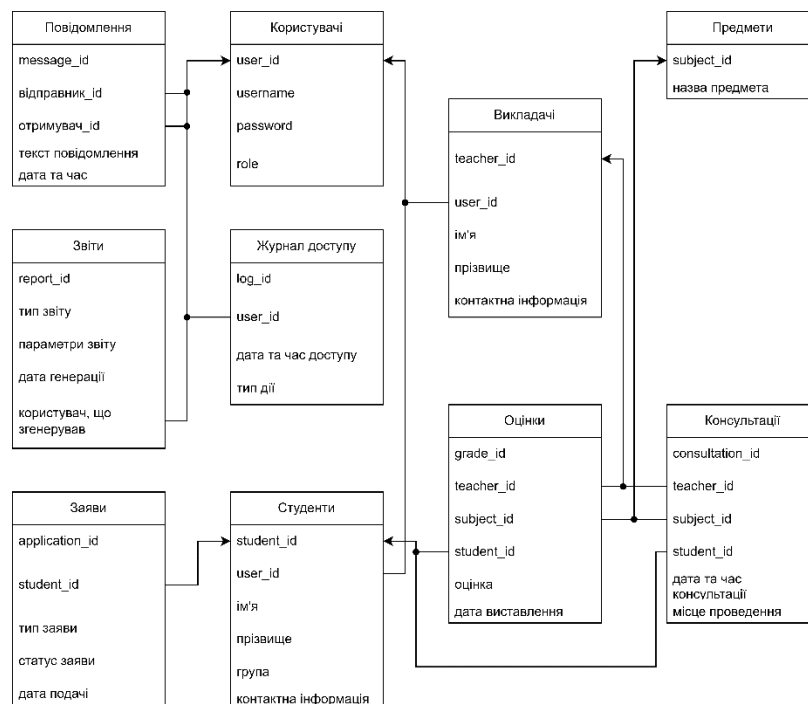 Повідомлення
message_id
відправник_id
отримувач_id
текст повідомлення
дата та час
Користувачі
user_id
username
password
role
Предмети
subject_id
назва предмета
Викладачі
teacher_id
user_id
ім'я
прізвище
контактна інформація
Звіти
report_id
тип звіту
параметри звіту
дата генерації
користувач, що
згенерував
Журнал доступу
log_id
user_id
дата та час доступу
тип дії
Оцінки
grade_id
teacher_id
subject_id
student_id
оцінка
дата виставлення
Консультації
consultation_id
teacher_id
subject_id
student_id
дата та час
консультації
місце проведення
Заяви
application_id
student_id
тип заяви
статус заяви
дата подачі
Студенти
student_id
user_id
ім'я
прізвище
група
контактна інформація